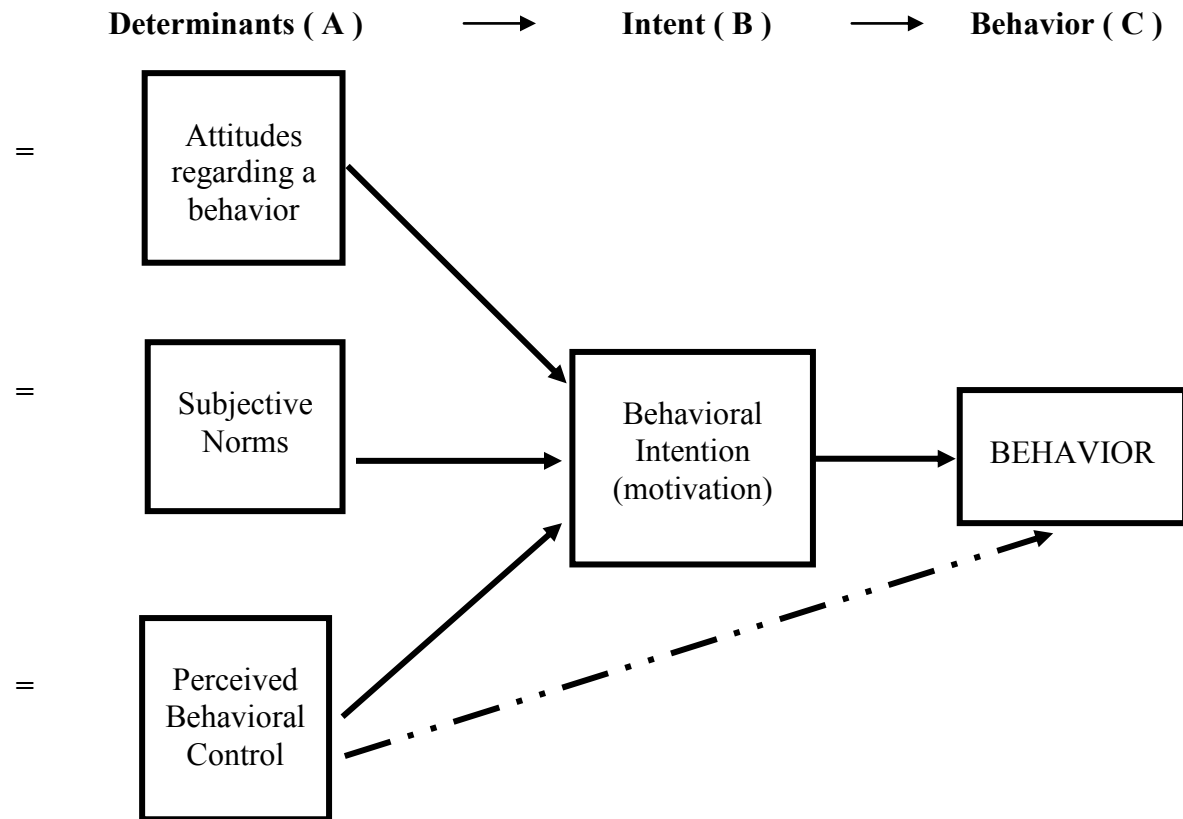 Determinants ( A ) → Intent ( B ) → Behavior ( C )
=
Attitudes
regarding a
behavior
=
Subjective
Norms
Behavioral
Intention
(motivation)
BEHAVIOR
=
Perceived
Behavioral
Control